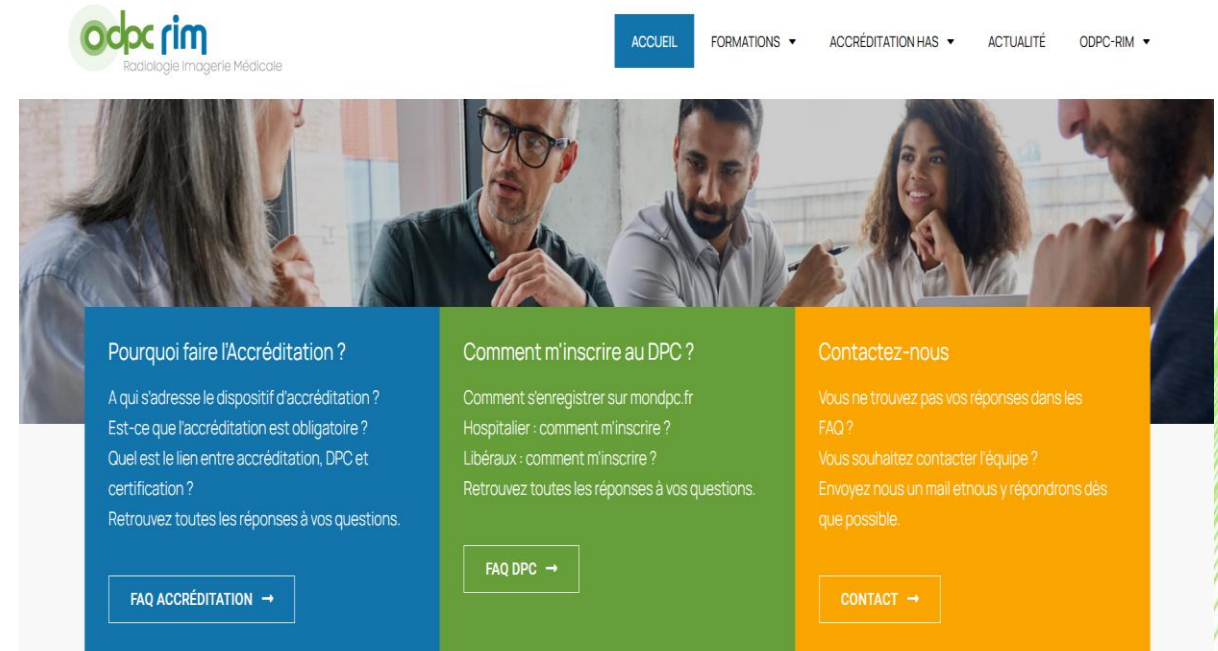 odpc rim
Radiologie Imagerie Médicale
ACCUEIL
FORMATIONS
ACCRÉDITATION HAS
ACTUALITÉ
ODPC-RIM
Pourquoi faire l'Accréditation ?
A qui s'adresse le dispositif d'accréditation ?
Est-ce que l'accréditation est obligatoire ?
Quel est le lien entre accréditation, DPC et
certification ?
Retrouvez toutes les réponses à vos questions.
FAQ ACCRÉDITATION →
Comment m'inscrire au DPC ?
Comment s'enregistrer sur mondpc.fr
Hospitalier : comment m'inscrire ?
Libéraux : comment m'inscrire ?
Retrouvez toutes les réponses à vos questions.
FAQ DPC →
Contactez-nous
Vous ne trouvez pas vos réponses dans les
FAQ ?
Vous souhaitez contacter l'équipe ?
Envoyez nous un mail etnous y répondrons dès
que possible.
CONTACT →